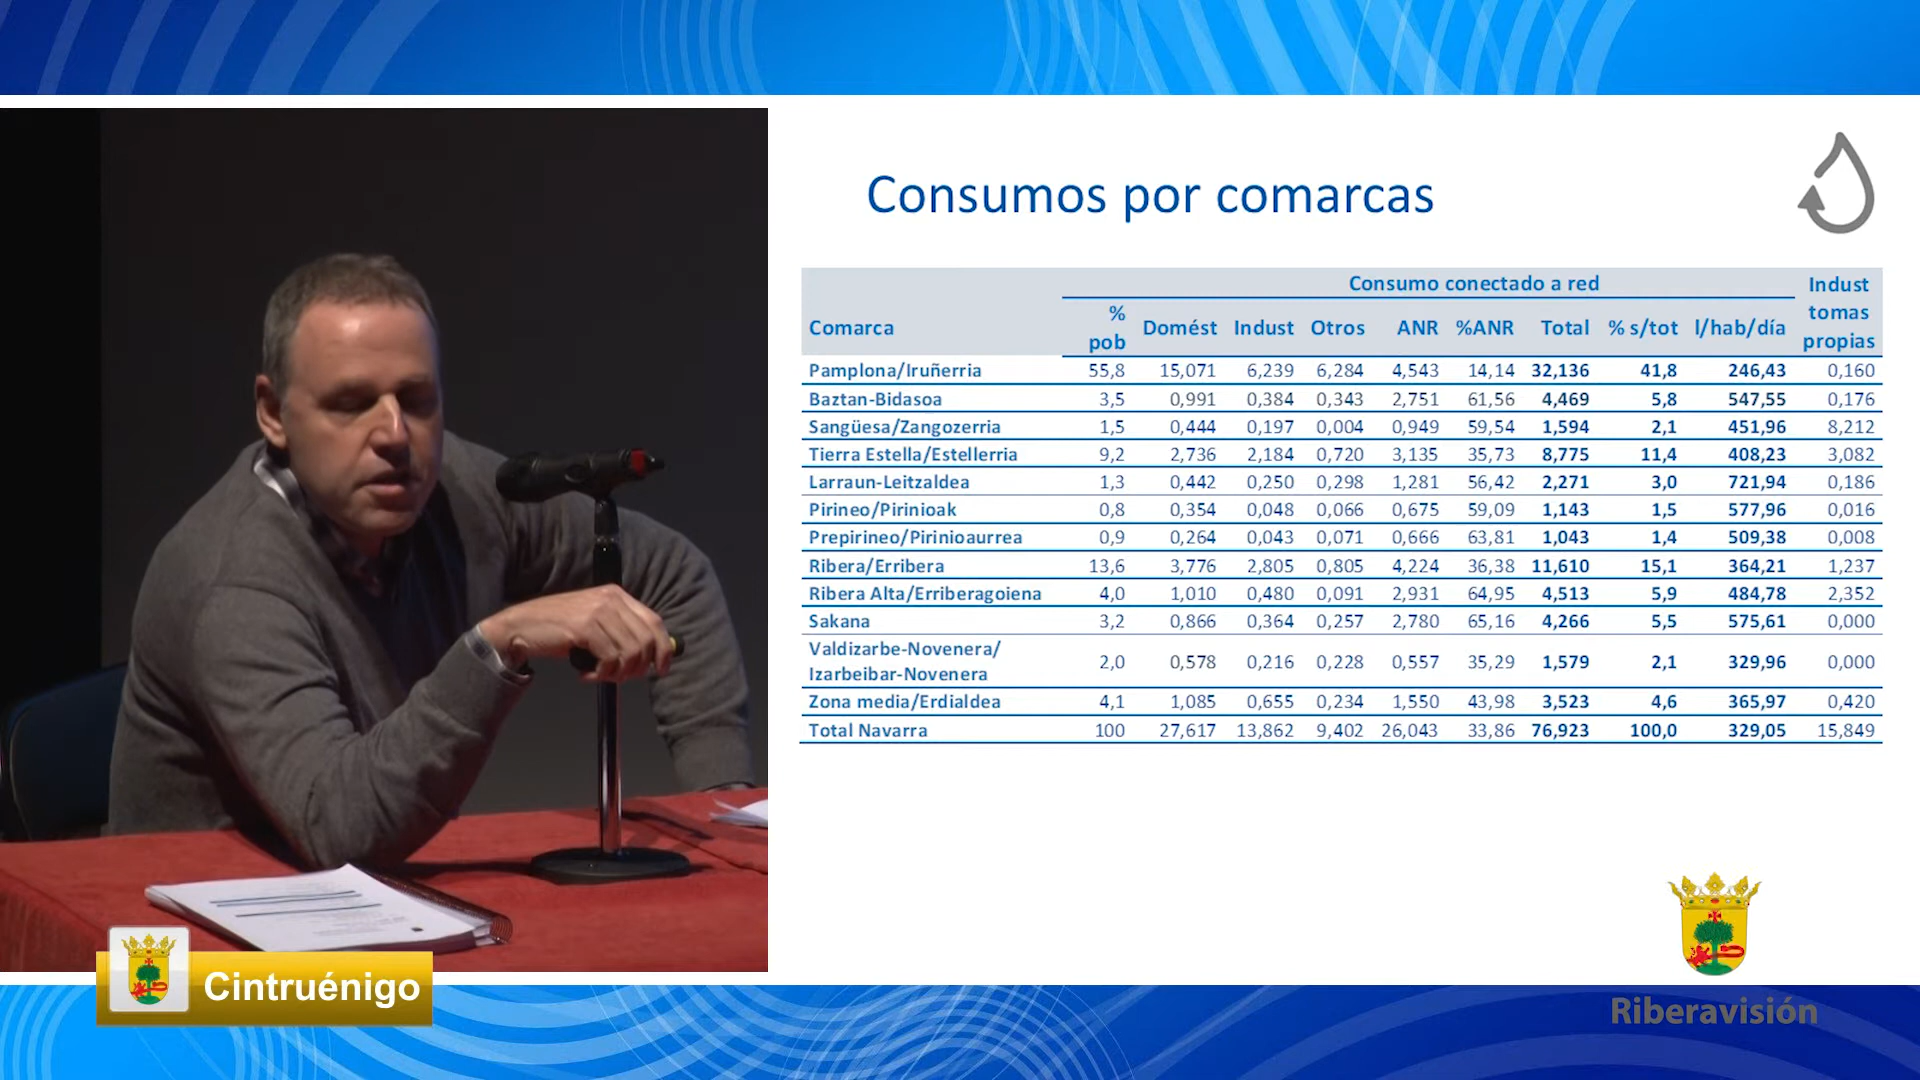 Consumos por comarcas
Consumo conectado a red
Indust tomas propias
Comarca % pob Domést Indust Otros ANR %ANR Total % s/tot l/hab/día
Pamplona/Iruñerria 55,8 15,071 6,239 6,284 4,543 14,14 32,136 41,8 246,43 0,160
Baztan-Bidasoa 3,5 0,991 0,384 0,343 2,751 61,56 4,469 5,8 547,55 0,176
Sangüesa/Zangozerria 1,5 0,444 0,197 0,004 0,949 59,54 1,594 2,1 451,96 8,212
Tierra Estella/Estellerria 9,2 2,736 2,184 0,720 3,135 35,73 8,775 11,4 408,23 3,082
Larraun-Leitzaldea 1,3 0,442 0,250 0,298 1,281 56,42 2,271 3,0 721,94 0,186
Pirineo/Pirinioak 0,8 0,354 0,048 0,066 0,675 59,09 1,143 1,5 577,96 0,016
Prepirineo/Pirinioaurrea 0,9 0,264 0,043 0,071 0,666 63,81 1,043 1,4 509,38 0,008
Ribera/Erribera 13,6 3,776 2,805 0,805 4,224 36,38 11,610 15,1 364,21 1,237
Ribera Alta/Erriberagoiena 4,0 1,010 0,480 0,091 2,931 64,95 4,513 5,9 484,78 2,352
Sakana 3,2 0,866 0,364 0,257 2,780 65,16 4,266 5,5 575,61 0,000
Valdizarbe-Novenera/
Izarbeibar-Novenera 2,0 0,578 0,216 0,228 0,557 35,29 1,579 2,1 329,96 0,000
Zona media/Erdialdea 4,1 1,085 0,655 0,234 1,550 43,98 3,523 4,6 365,97 0,420
Total Navarra 100 27,617 13,862 9,402 26,043 33,86 76,923 100,0 329,05 15,849
Cintruénigo
Riberavisión